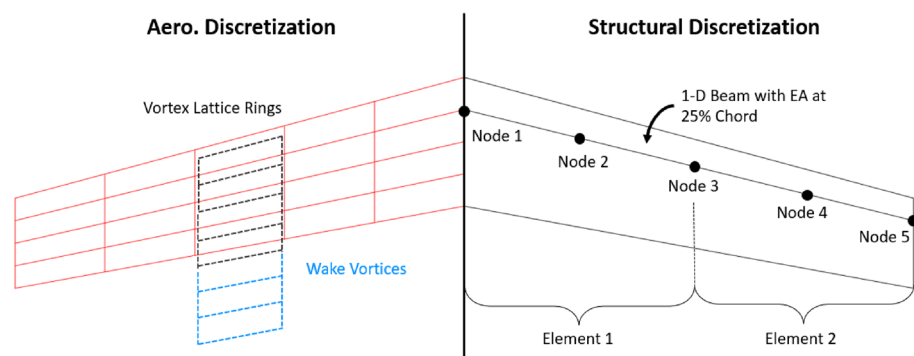 Aero. Discretization
Structural Discretization
Vortex Lattice Rings
Wake Vortices
1-D Beam with EA at
25% Chord
Node 1
Node 2
Node 3
Node 4
Node 5
Element 1
Element 2